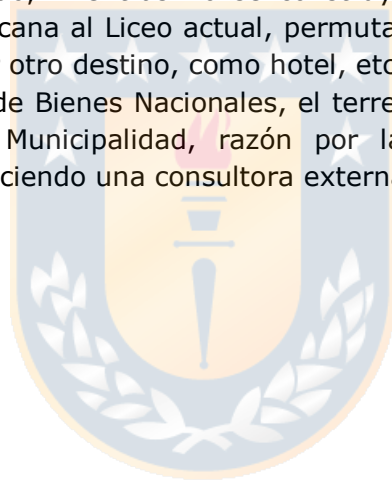 cana al Liceo actual, permuta
otro destino, como hotel, etc
de Bienes Nacionales, el terre
Municipalidad, razón por la
ciendo una consultora externa